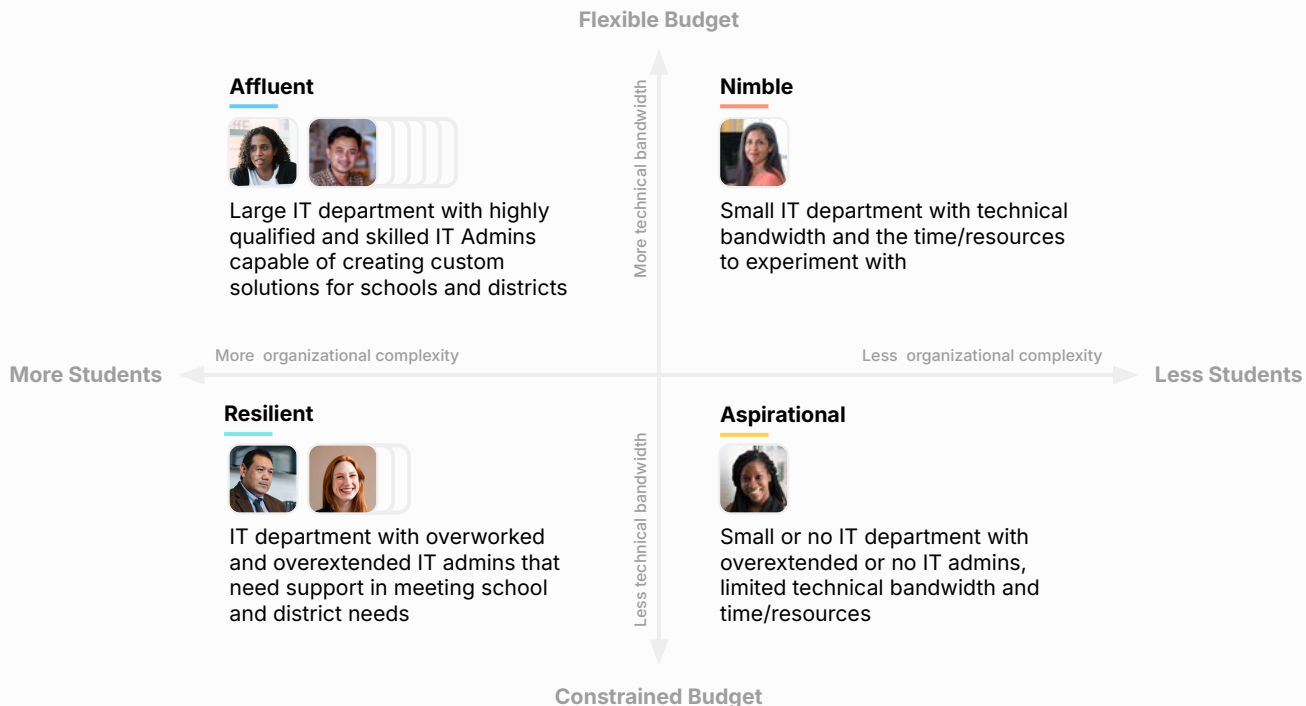 Flexible Budget
More technical bandwidth
Affluent
Large IT department with highly
qualified and skilled IT Admins
capable of creating custom
solutions for schools and districts
Nimble
Small IT department with technical
bandwidth and the time/resources
to experiment with
More Students
More  organizational complexity
Less  organizational complexity
Less Students
Resilient
IT department with overworked
and overextended IT admins that
need support in meeting school
and district needs
Less technical bandwidth
Aspirational
Small or no IT department with
overextended or no IT admins,
limited technical bandwidth and
time/resources
Constrained Budget